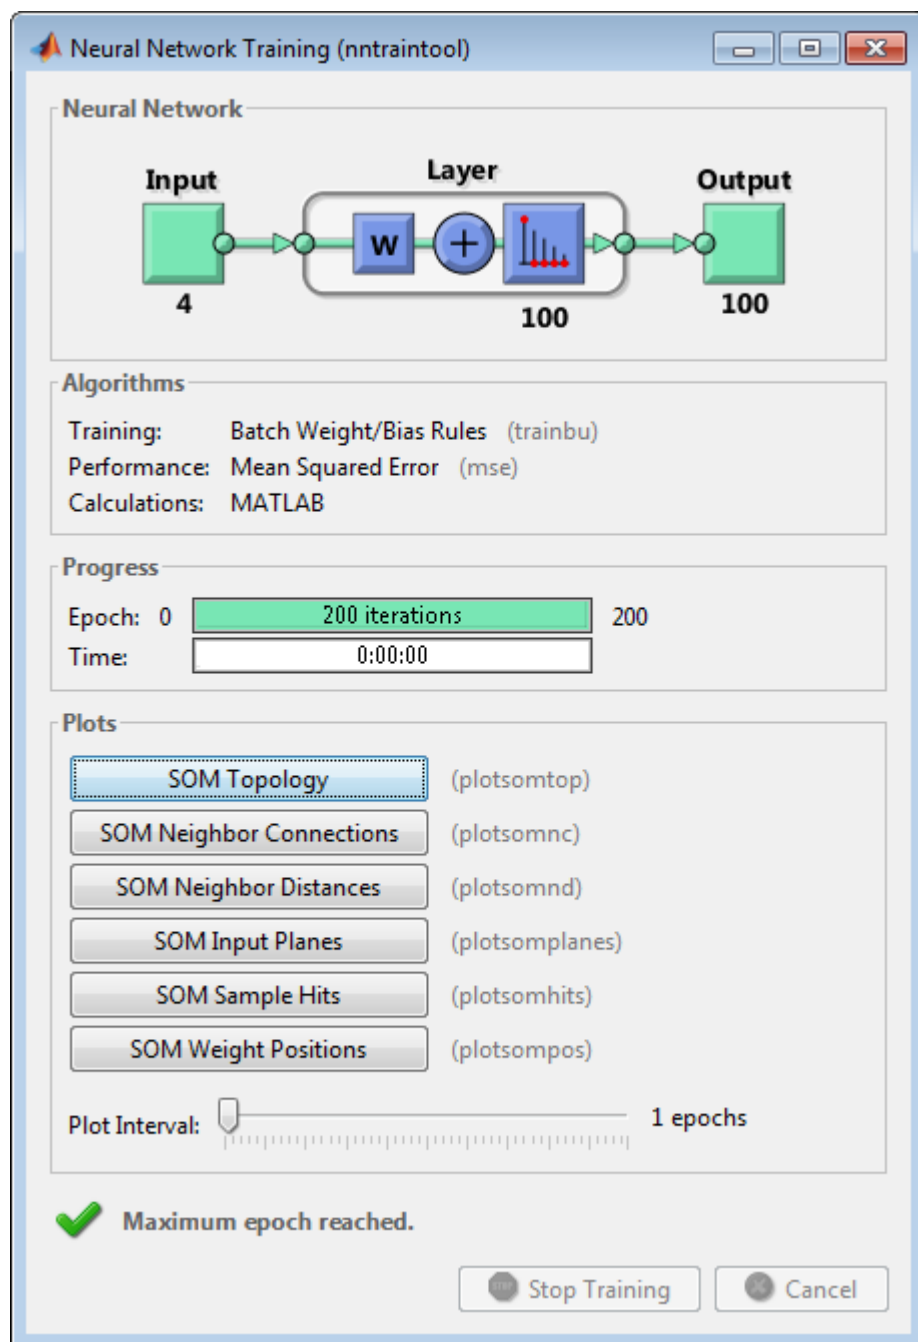 Neural Network Training (nntraintool)
Neural Network
Input
Layer
Output
W
+
4
100
100
Algorithms
Training: Batch Weight/Bias Rules (trainbu)
Performance: Mean Squared Error (mse)
Calculations: MATLAB
Progress
Epoch: 0 200 iterations 200
Time: 0:00:00
Plots
SOM Topology (plotsomtop)
SOM Neighbor Connections (plotsomnc)
SOM Neighbor Distances (plotsomnd)
SOM Input Planes (plotsomplanes)
SOM Sample Hits (plotsomhits)
SOM Weight Positions (plotsompos)
Plot Interval: 1 epochs
Maximum epoch reached.
Stop Training Cancel